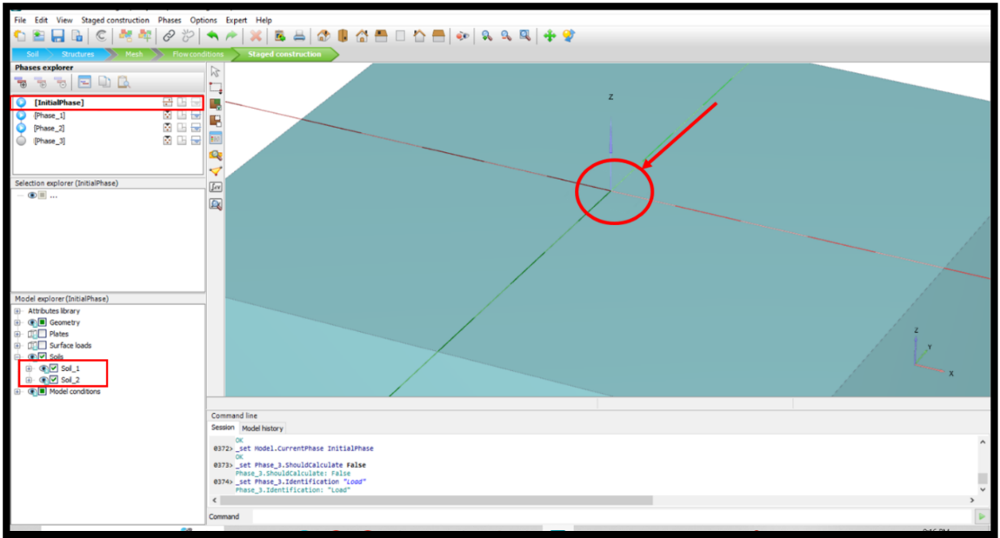 File Edit View Staged construction Phases Options Expert Help
Soil Structures Mesh Flow conditions Staged construction
Phases explorer
[InitialPhase]
[Phase_1]
[Phase_2]
[Phase_3]
Selection explorer (InitialPhase)
...
Model explorer (InitialPhase)
Attributes library
Geometry
Plates
Surface loads
Soils
Soil_1
Soil_2
Model conditions
Z
Z
Y
X
Command line
Session Model history
OK
0372> _set Model.CurrentPhase InitialPhase
OK
0373> _set Phase_3.ShouldCalculate False
Phase_3.ShouldCalculate: False
0374> _set Phase_3.Identification "Load"
Phase_3.Identification: "Load"
Command